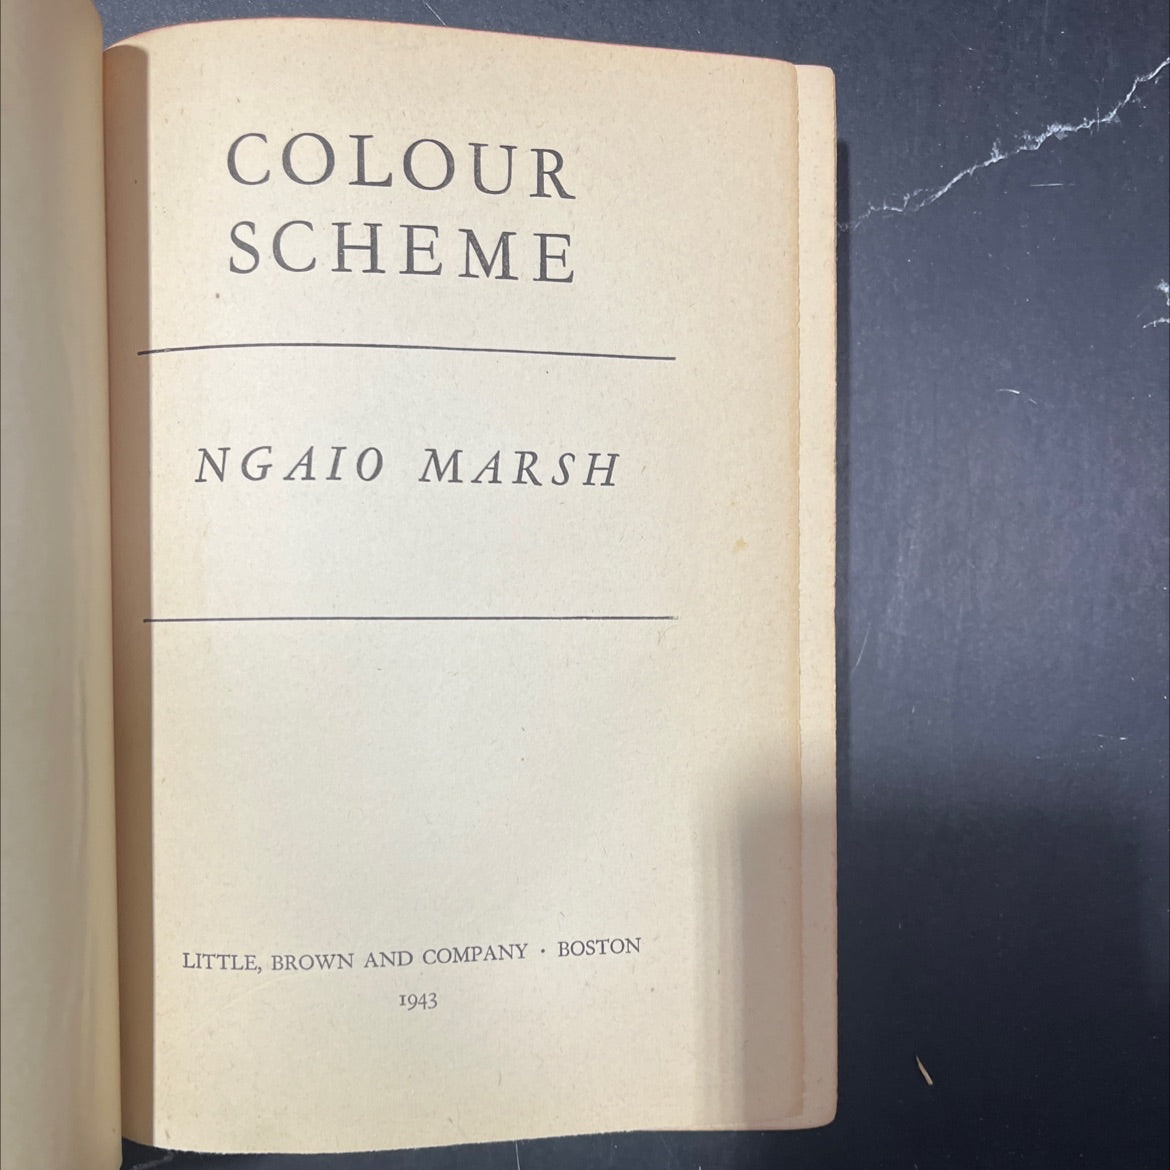 COLOUR
SCHEME
NGAIO MARSH
LITTLE, BROWN AND COMPANY · BOSTON
1943